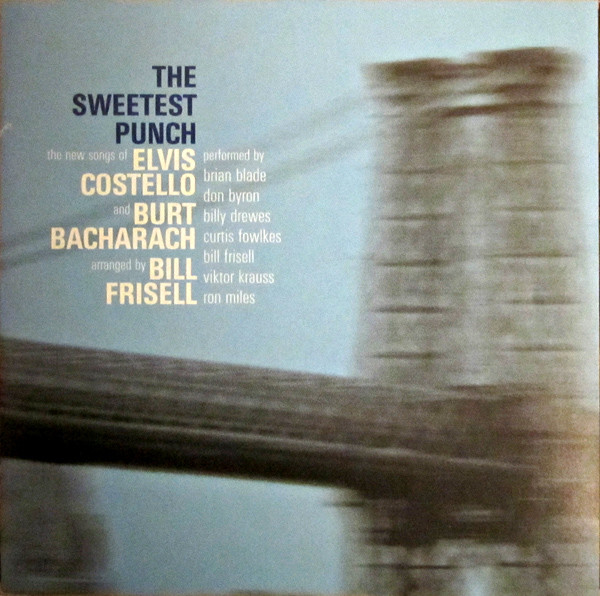 THE
SWEETEST
PUNCH
the new songs of ELVIS
COSTELLO
and BURT
BACHARACH
arranged by BILL
FRISELL
performed by
brian blade
don byron
billy drewes
curtis fowlkes
bill frisell
viktor krauss
ron miles